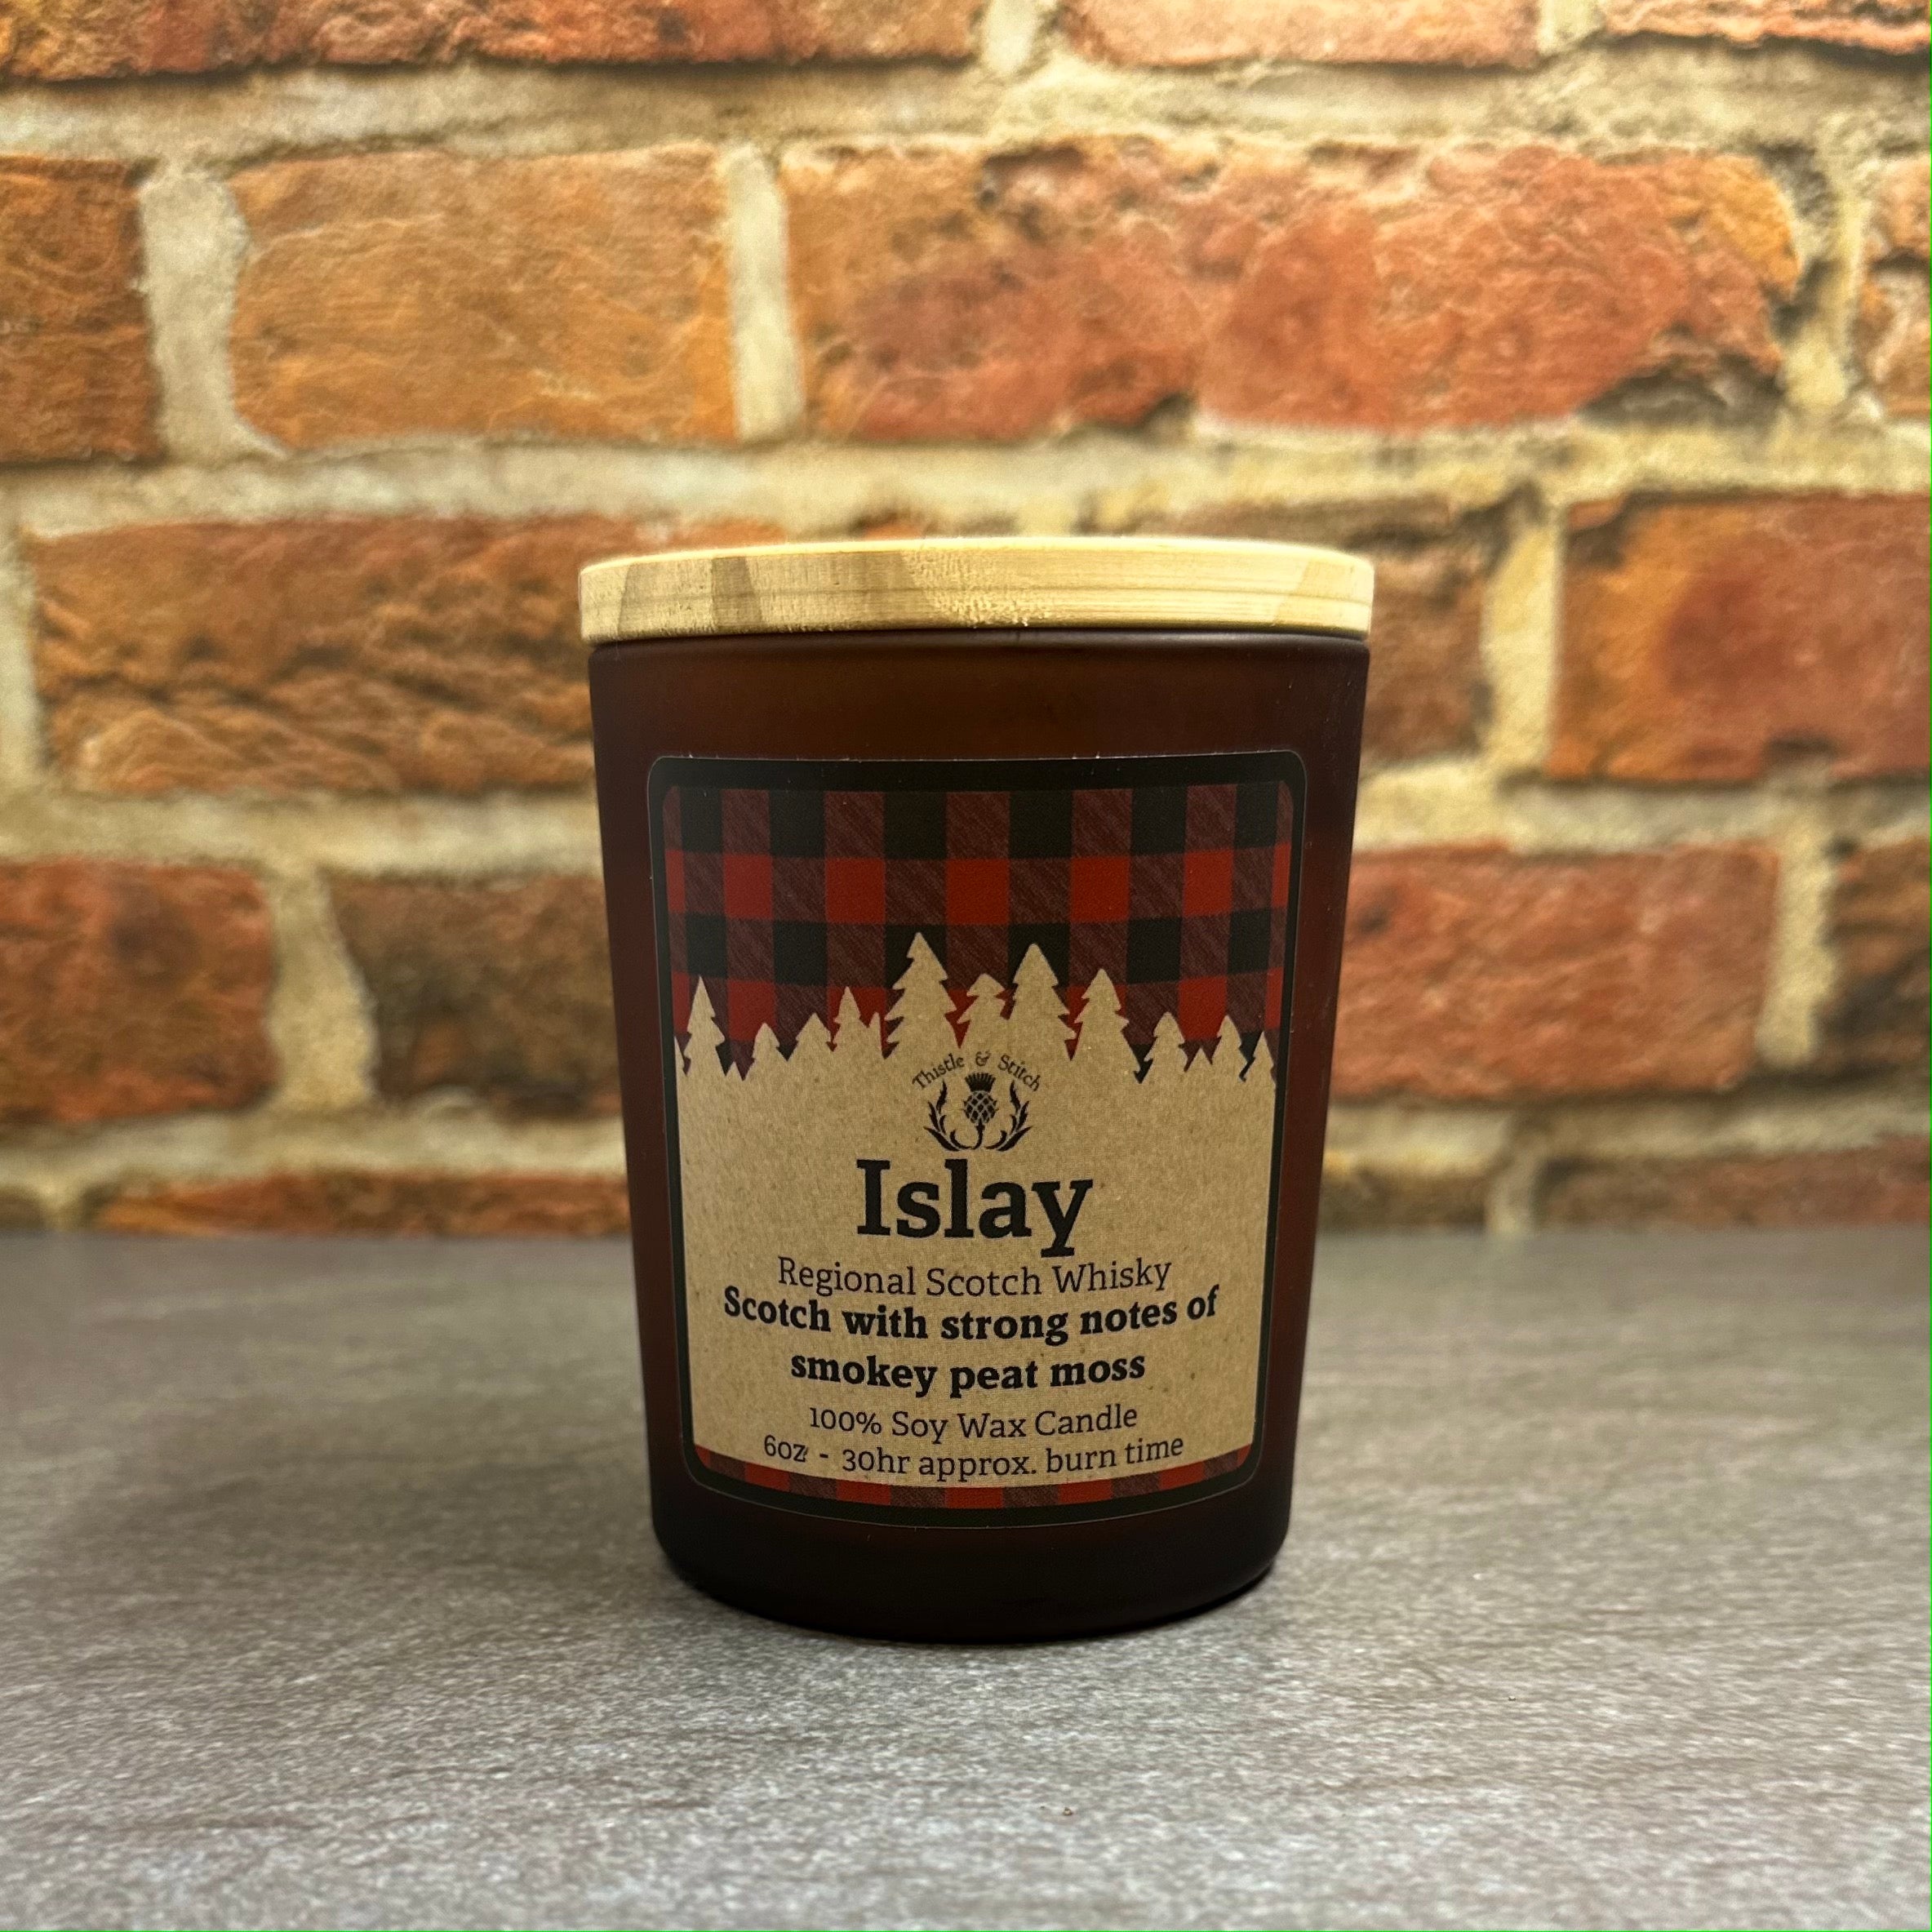 Thistle & Stitch
Islay
Regional Scotch Whisky
Scotch with strong notes of
smokey peat moss
100% Soy Wax Candle
6oz - 30hr approx. burn time